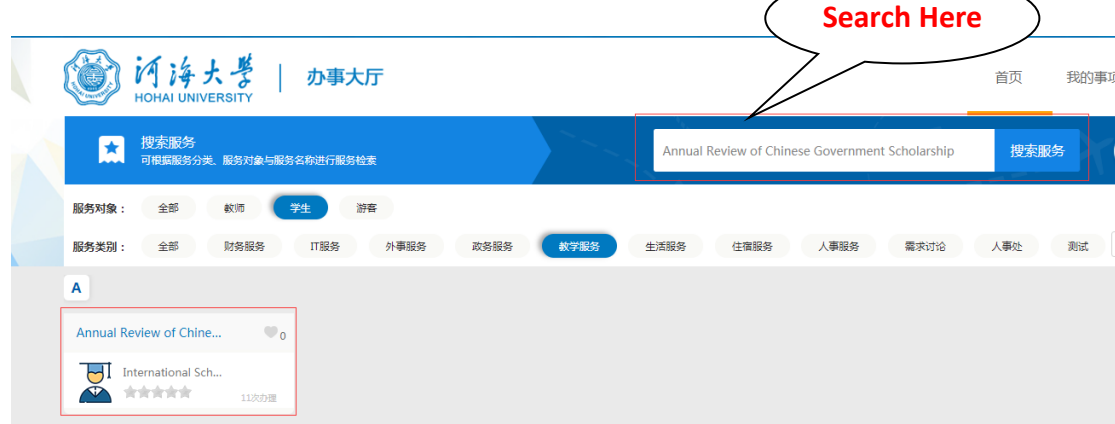 Search Here
河海大学
HOHAI UNIVERSITY
办事大厅
首页
我的事项
搜索服务
可根据服务分类、服务对象与服务名称进行服务检索
Annual Review of Chinese Government Scholarship
搜索服务
服务对象： 全部 教师 学生 游客
服务类别： 全部 财务服务 IT服务 外事服务 政务服务 教学服务 生活服务 住宿服务 人事服务 需求讨论 人事处 测试
A
Annual Review of Chine... 0
International Sch...
11次办理